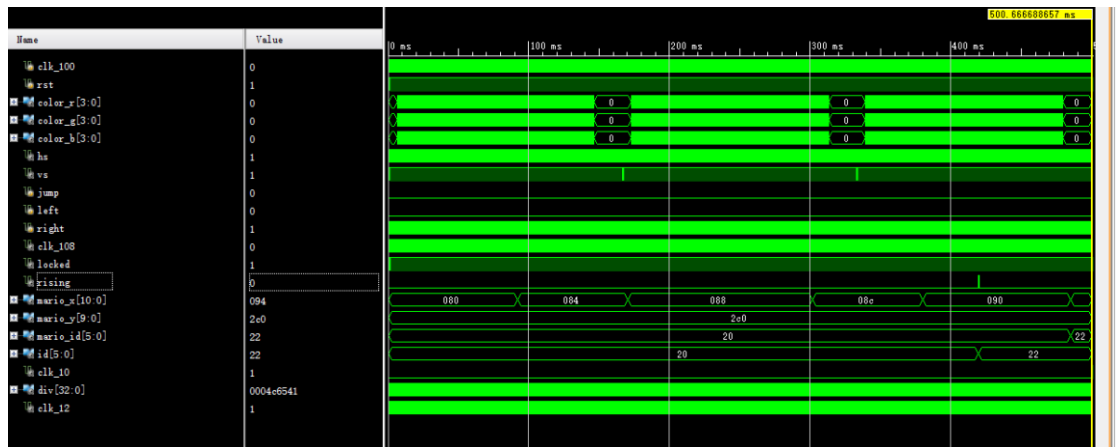 500.666688657 ms
Name Value
0 ms 100 ms 200 ms 300 ms 400 ms
clk_100 0
rst 1
color_r[3:0] 0 0 0 0
color_g[3:0] 0 0 0 0
color_b[3:0] 0 0 0 0
hs 1
vs 1
jump 0
left 0
right 1
clk_108 0
locked 1
rising 0
mario_x[10:0] 094 080 084 088 08c 090
mario_y[9:0] 2c0 2c0
mario_id[5:0] 22 20 22
id[5:0] 22 20 22
clk_10 1
div[32:0] 0004c6541
clk_12 1